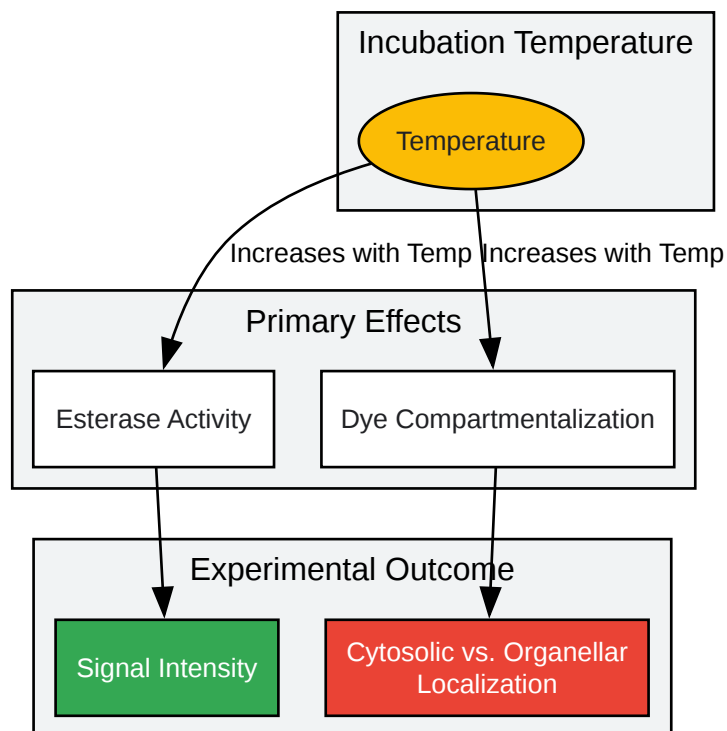 Incubation Temperature
Temperature
Increases with Temp
Increases with Temp
Primary Effects
Esterase Activity
Dye Compartmentalization
Experimental Outcome
Signal Intensity
Cytosolic vs. Organellar
Localization